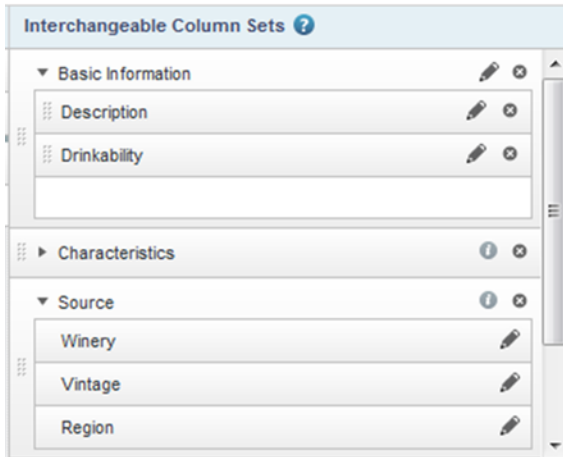 Interchangeable Column Sets ?
Basic Information
Description
Drinkability
Characteristics i
Source i
Winery
Vintage
Region